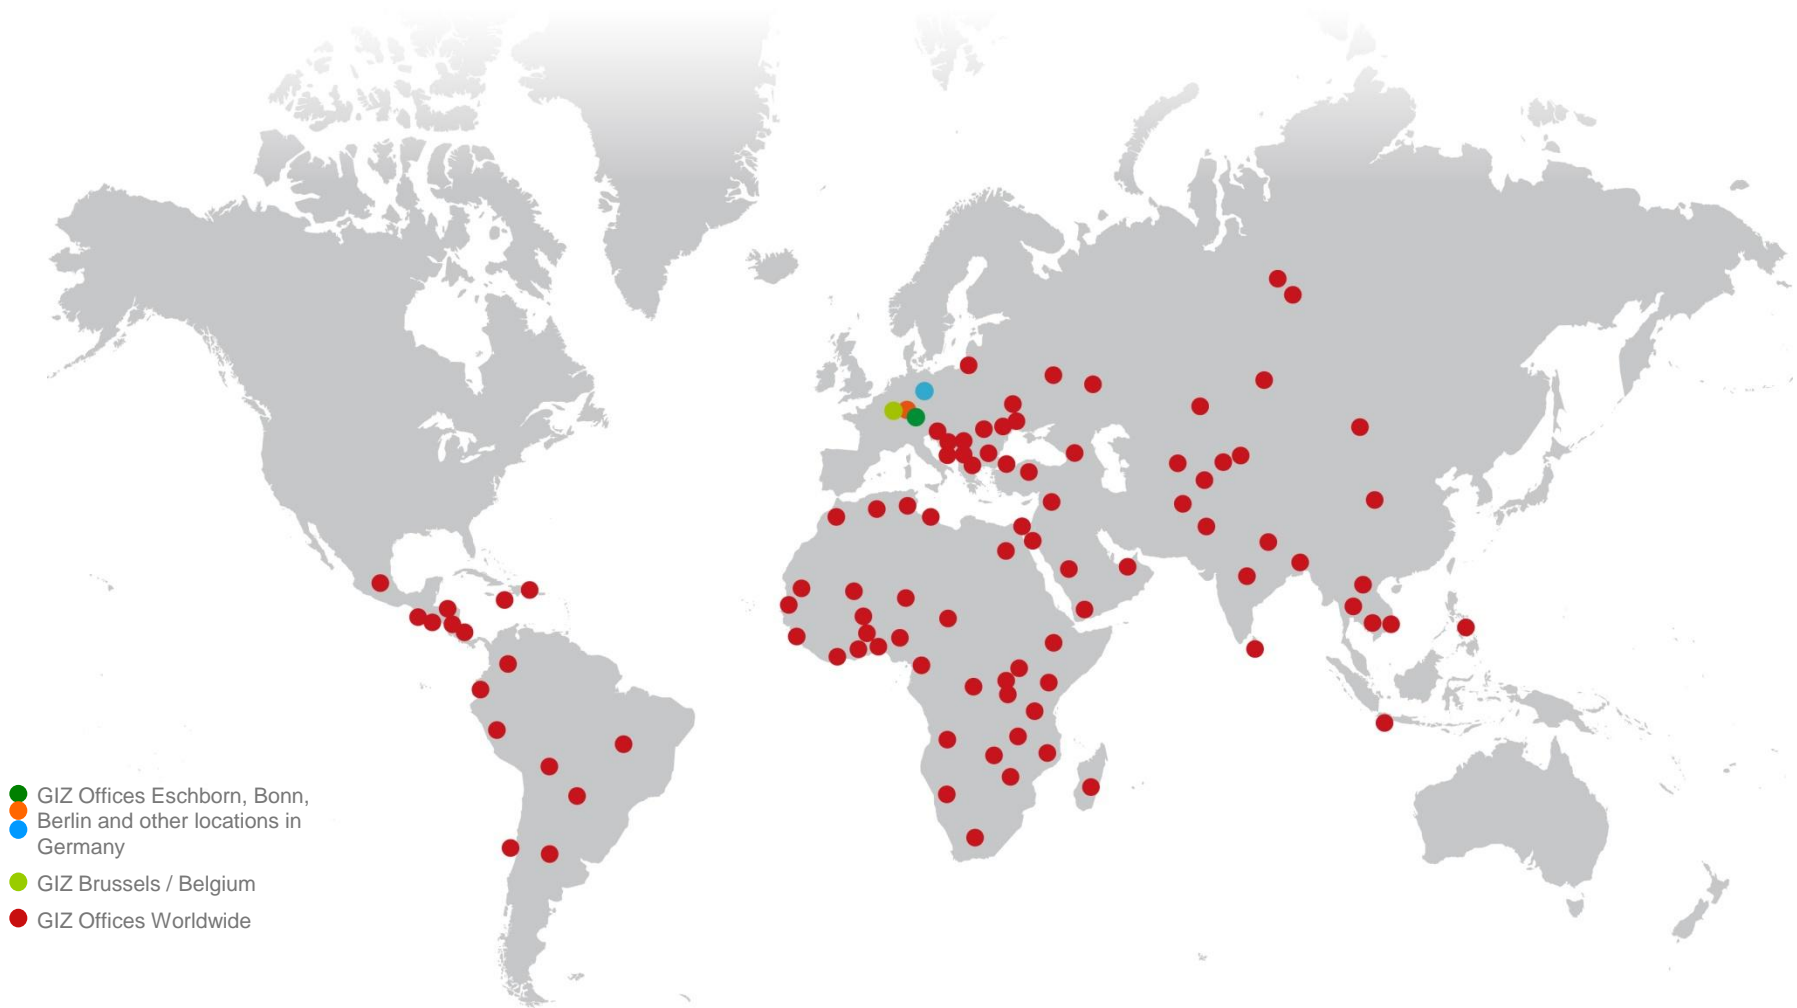 GIZ Offices Eschborn, Bonn,
Berlin and other locations in
Germany
GIZ Brussels / Belgium
GIZ Offices Worldwide